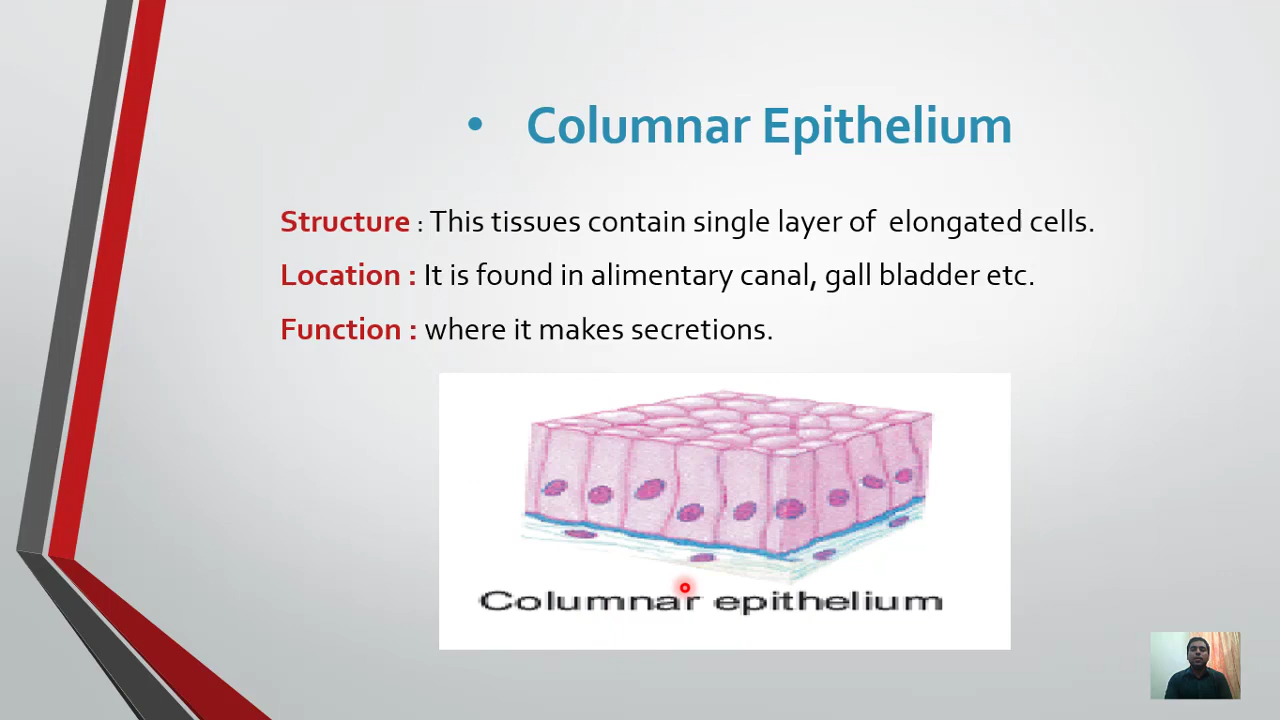 • Columnar Epithelium
Structure : This tissues contain single layer of elongated cells.
Location : It is found in alimentary canal, gall bladder etc.
Function : where it makes secretions.
Columnar epithelium